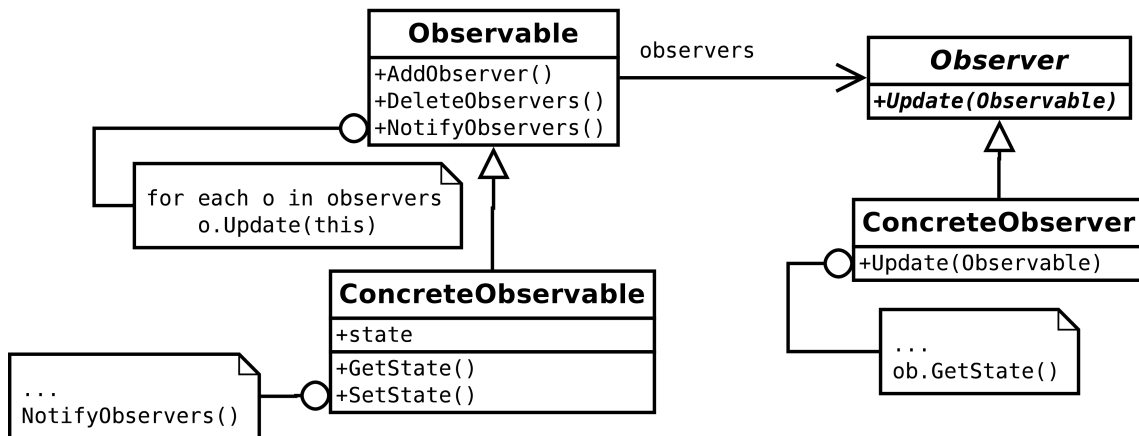 Observable
+AddObserver()
+DeleteObservers()
+NotifyObservers()
observers
Observer
+Update(Observable)
for each o in observers
o.Update(this)
ConcreteObserver
+Update(Observable)
ConcreteObservable
+state
+GetState()
+SetState()
...
ob.GetState()
...
NotifyObservers()